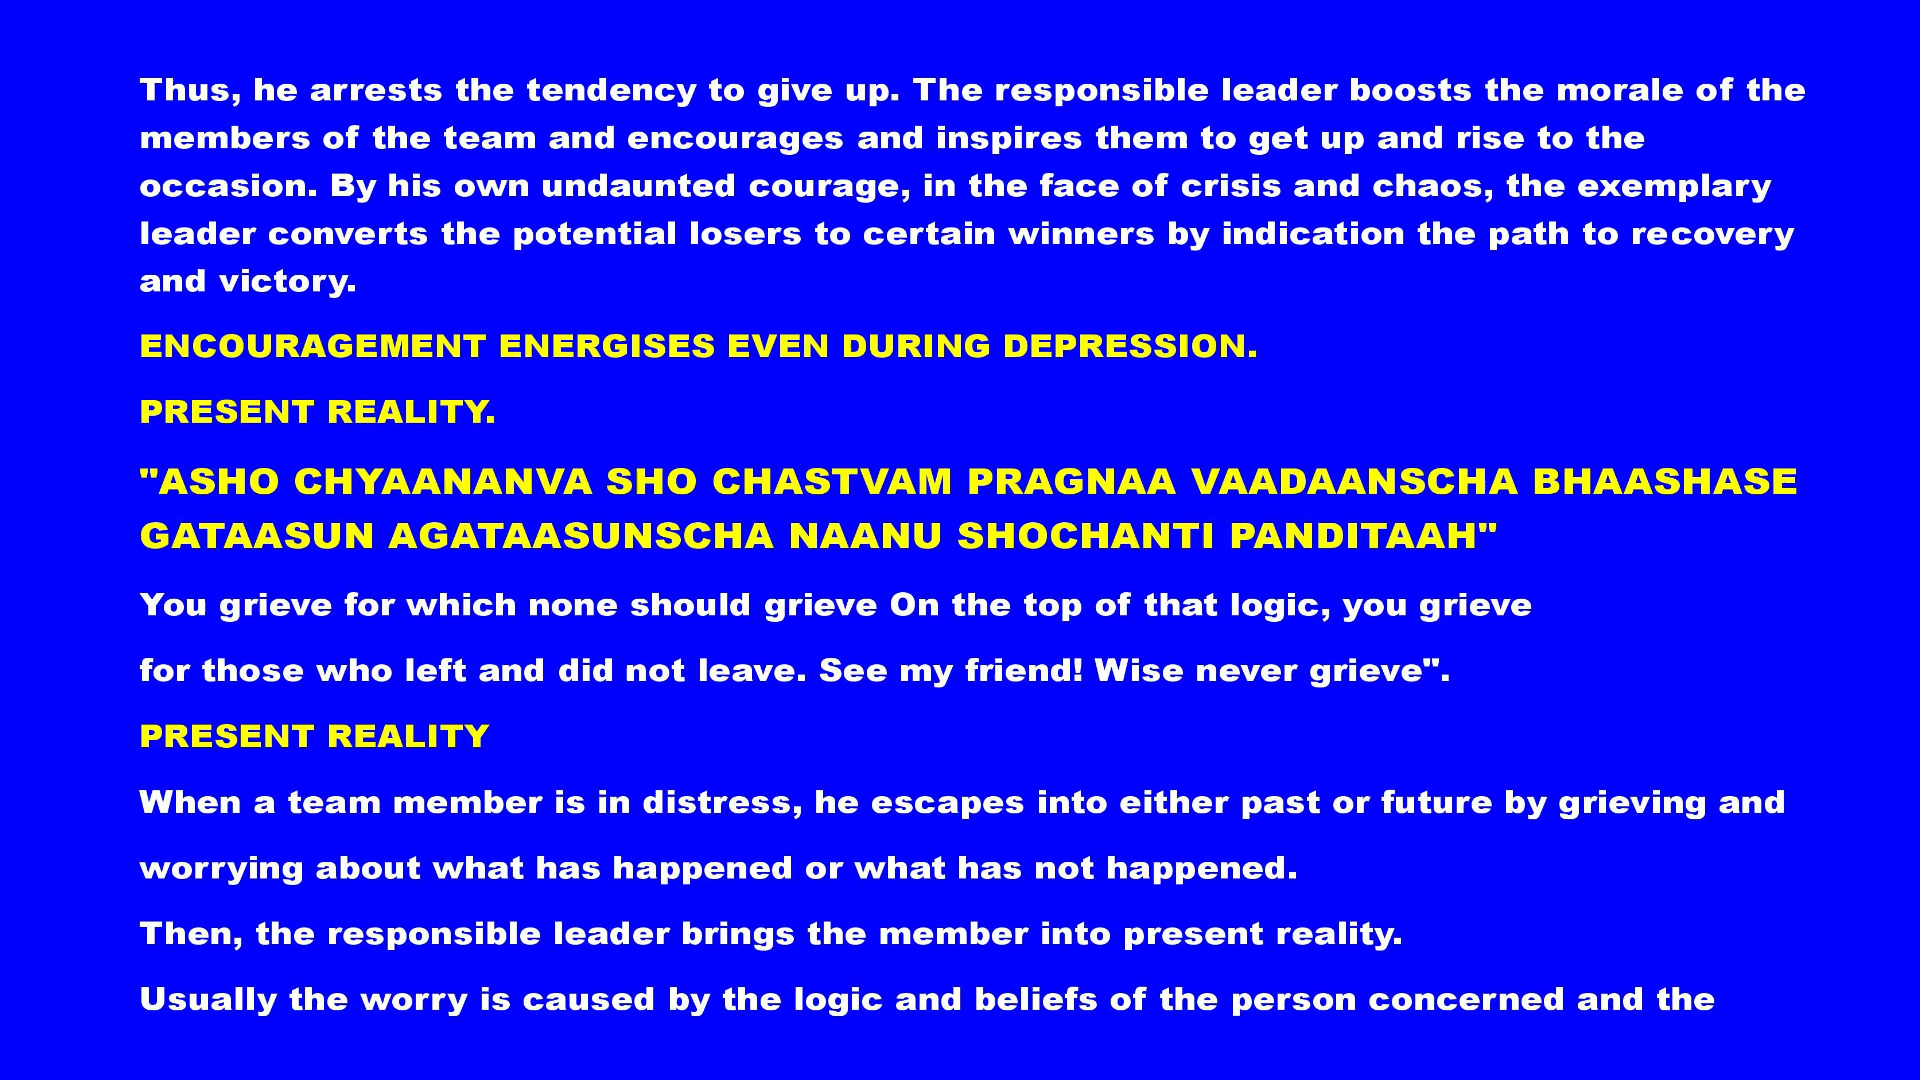 Thus, he arrests the tendency to give up. The responsible leader boosts the morale of the
members of the team and encourages and inspires them to get up and rise to the
occasion. By his own undaunted courage, in the face of crisis and chaos, the exemplary
leader converts the potential losers to certain winners by indication the path to recovery
and victory.
ENCOURAGEMENT ENERGISES EVEN DURING DEPRESSION.
PRESENT REALITY.
"ASHO CHYAANANVA SHO CHASTVAM PRAGNAA VAADAANSCHA BHAASHASE
GATAASUN AGATAASUNSCHA NAANU SHOCHANTI PANDITAAH"
You grieve for which none should grieve On the top of that logic, you grieve
for those who left and did not leave. See my friend! Wise never grieve".
PRESENT REALITY
When a team member is in distress, he escapes into either past or future by grieving and
worrying about what has happened or what has not happened.
Then, the responsible leader brings the member into present reality.
Usually the worry is caused by the logic and beliefs of the person concerned and the